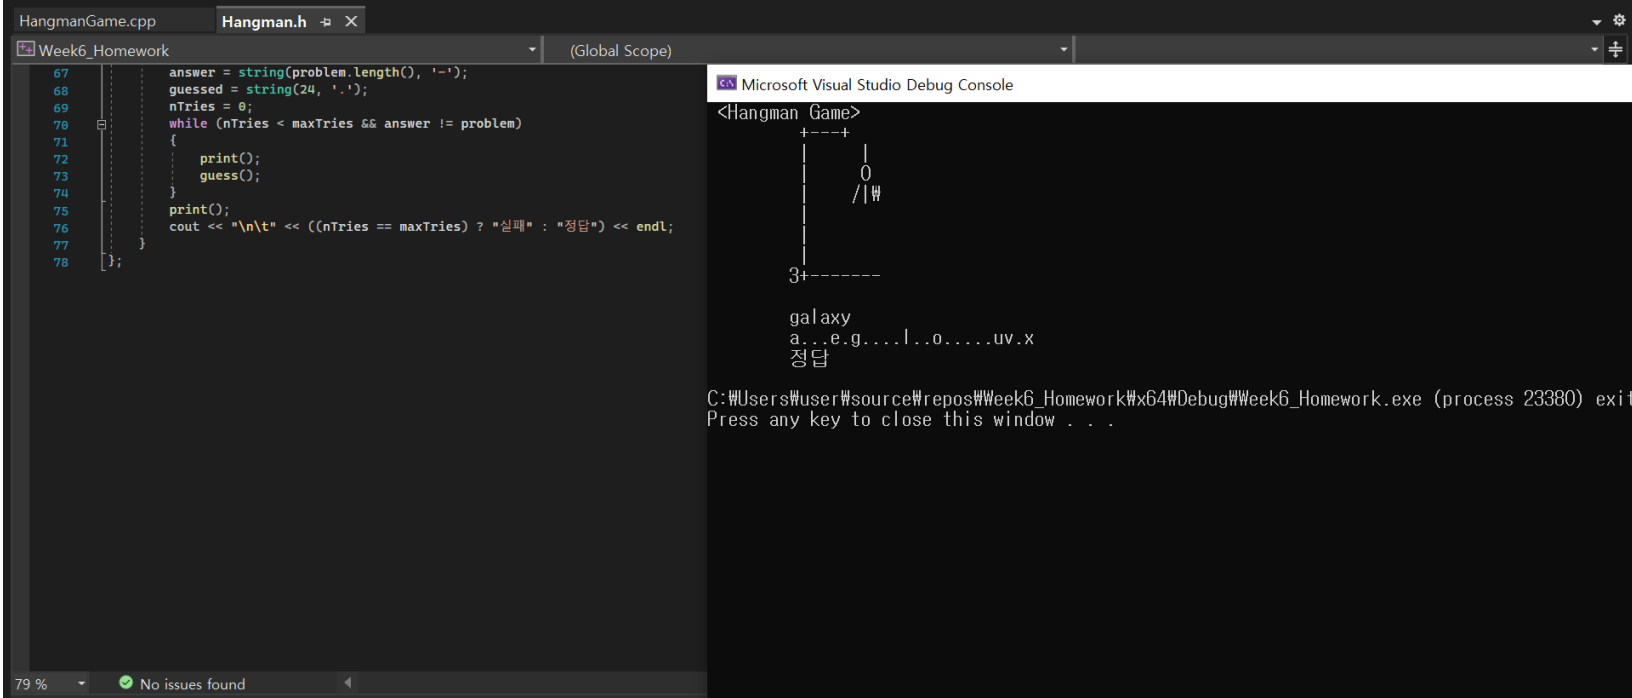 HangmanGame.cpp
Hangman.h
Week6_Homework
(Global Scope)
67 answer = string(problem.length(), '-');
68 guessed = string(24, '.');
69 nTries = 0;
70 while (nTries < maxTries && answer != problem)
71 {
72 print();
73 guess();
74 }
75 print();
76 cout << "\n\t" << ((nTries == maxTries) ? "실패" : "정답") << endl;
77 }
78 };
79 %
No issues found
Microsoft Visual Studio Debug Console
<Hangman Game>
+---+
|     |
|     O
|    /|₩
|
|
|
3+-------
galaxy
a...e.g....l..o.....uv.x
정답
C:₩Users₩user₩source₩repos₩Week6_Homework₩x64₩Debug₩Week6_Homework.exe (process 23380) exit
Press any key to close this window . . .